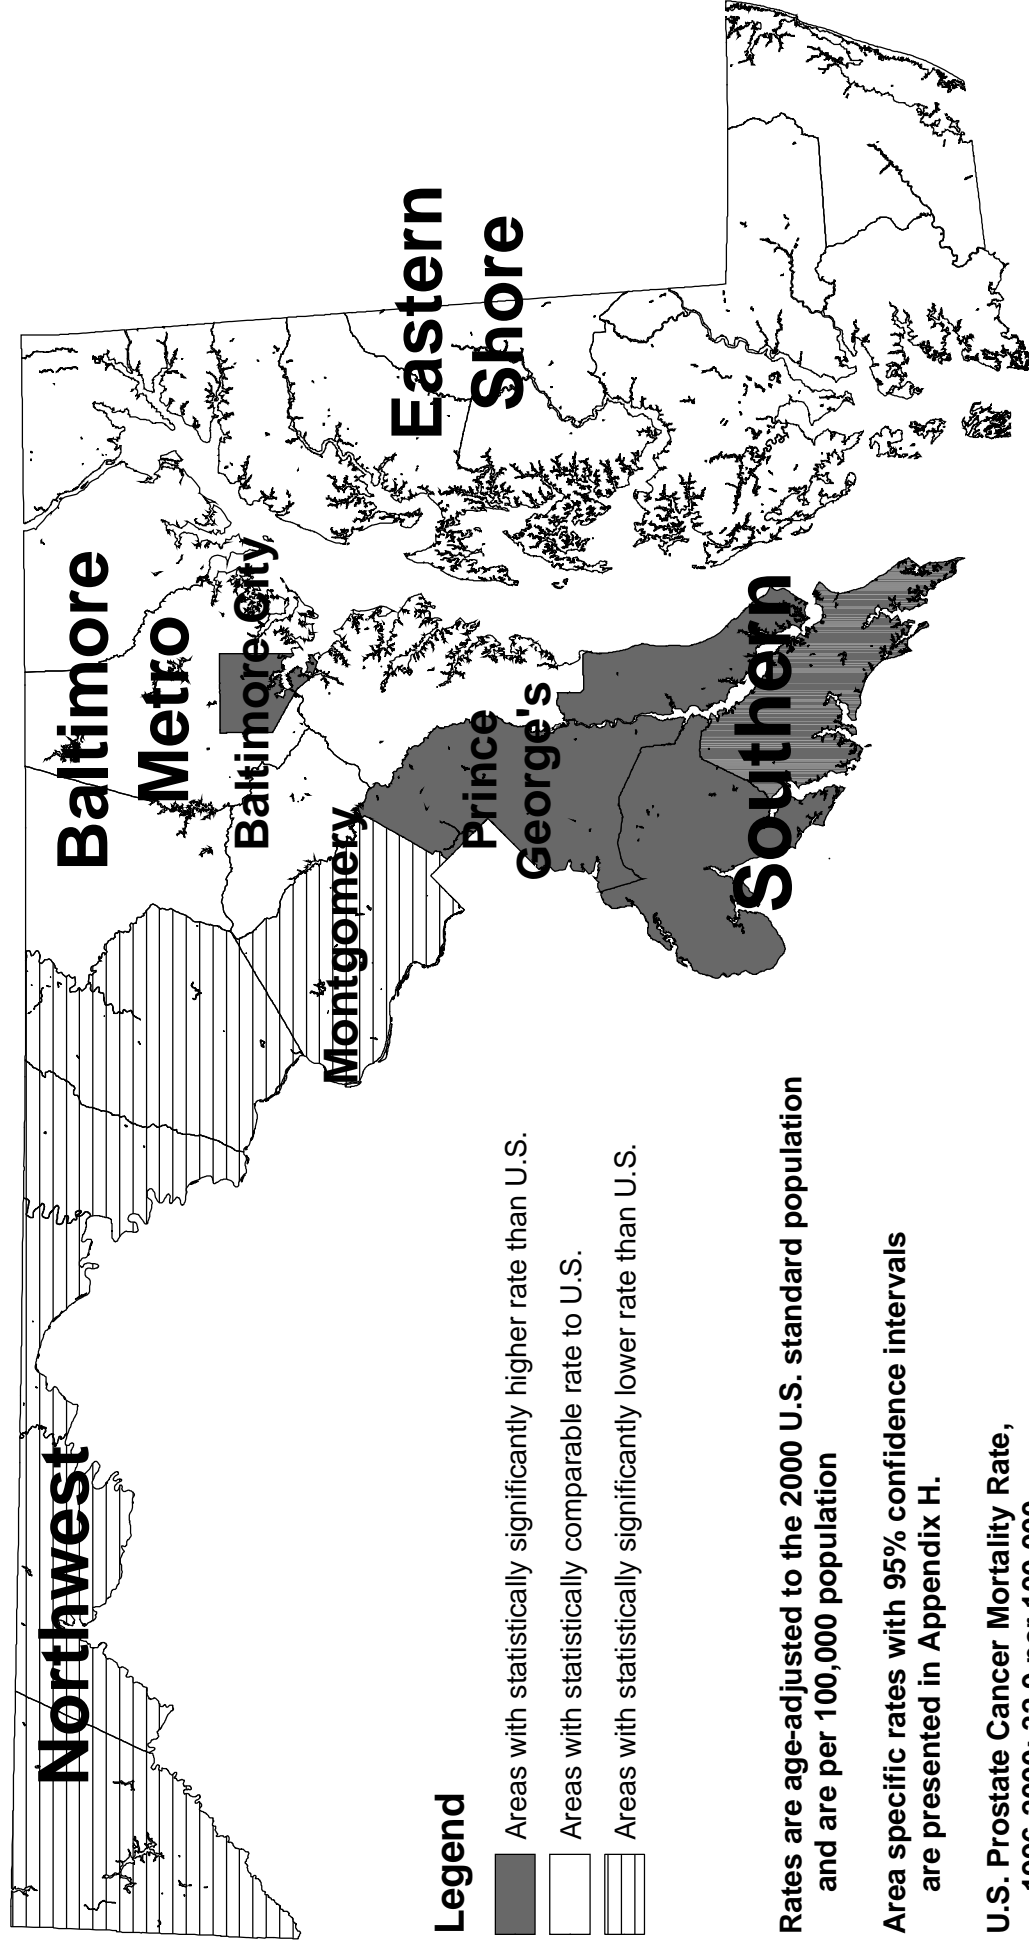 Northwest
Baltimore
Metro
Baltimore City
Montgomery
Prince
George's
Eastern
Shore
Southern
Legend
Areas with statistically significantly higher rate than U.S.
Areas with statistically comparable rate to U.S.
Areas with statistically significantly lower rate than U.S.
Rates are age-adjusted to the 2000 U.S. standard population
and are per 100,000 population
Area specific rates with 95% confidence intervals
are presented in Appendix H.
U.S. Prostate Cancer Mortality Rate,
per 100,000